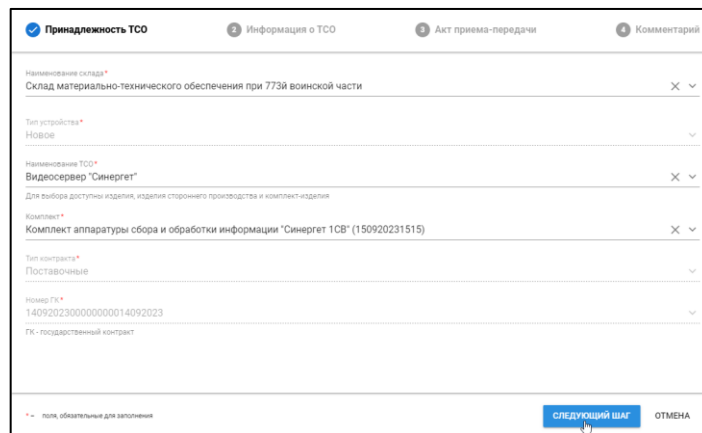 Принадлежность ТСО
2 Информация о ТСО
3 Акт приема-передачи
4 Комментарий
Наименование склада*
Склад материально-технического обеспечения при 773й воинской части
Тип устройства*
Новое
Наименование ТСО*
Видеосервер "Синергет"
Для выбора доступны изделия, изделия стороннего производства и комплект-изделия
Комплект*
Комплект аппаратуры сбора и обработки информации "Синергет 1СВ" (150920231515)
Тип контракта*
Поставочные
Номер ГК*
1409202300000000014092023
ГК - государственный контракт
* – поля, обязательные для заполнения
СЛЕДУЮЩИЙ ШАГ
ОТМЕНА